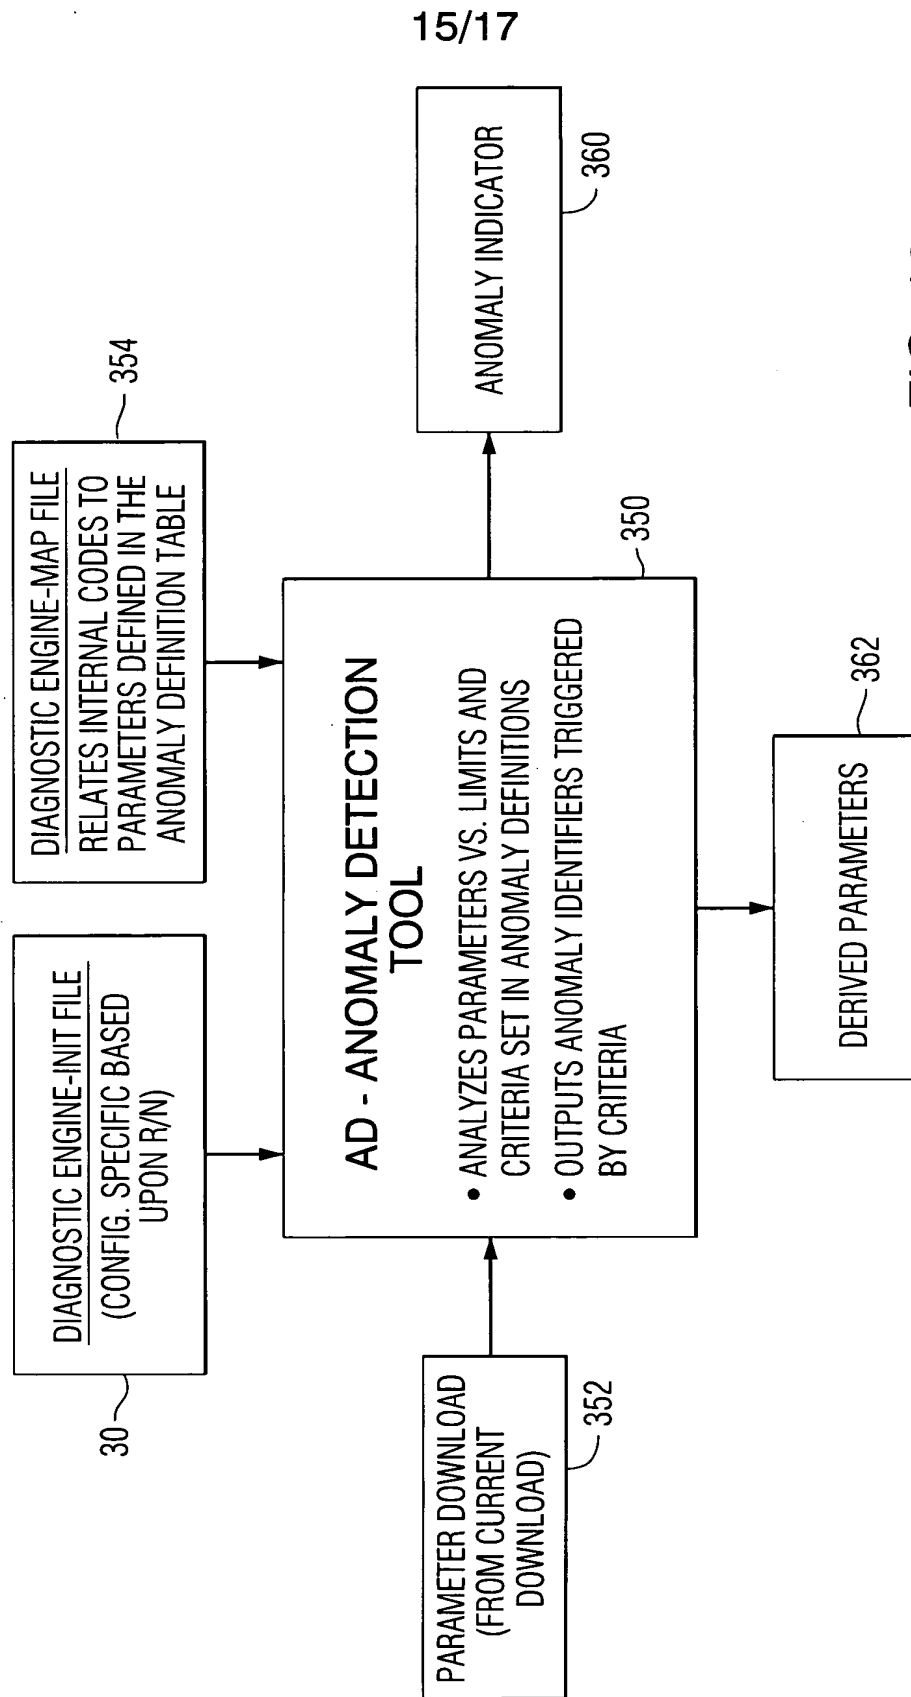 15/17
DIAGNOSTIC ENGINE-INIT FILE
(CONFIG. SPECIFIC BASED
UPON R/N)
30
DIAGNOSTIC ENGINE-MAP FILE
RELATES INTERNAL CODES TO
PARAMETERS DEFINED IN THE
ANOMALY DEFINITION TABLE
354
PARAMETER DOWNLOAD
(FROM CURRENT
DOWNLOAD)
352
AD - ANOMALY DETECTION
TOOL
• ANALYZES PARAMETERS VS. LIMITS AND
CRITERIA SET IN ANOMALY DEFINITIONS
• OUTPUTS ANOMALY IDENTIFIERS TRIGGERED
BY CRITERIA
350
ANOMALY INDICATOR
360
DERIVED PARAMETERS
362